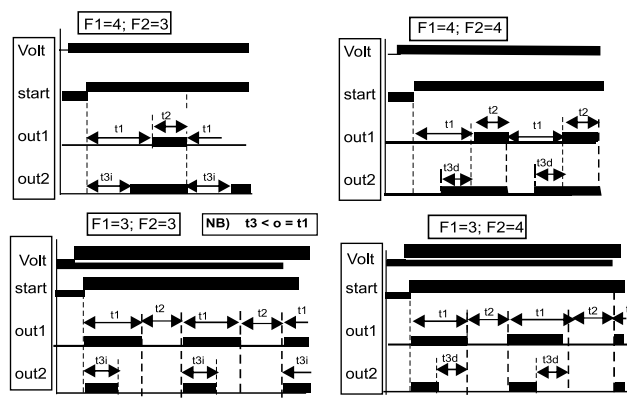 F1=4; F2=3
Volt
start
t2
t1
t1
out1
out2
t3i
t3i
F1=4; F2=4
Volt
start
t2
t2
t1
t1
out1
t3d
t3d
out2
F1=3; F2=3
NB) t3 < o = t1
Volt
start
t1
t2
t1
t2
t1
out1
t3i
t3i
t3i
out2
F1=3; F2=4
Volt
start
t1
t2
t1
t2
t
out1
t3d
t3d
out2